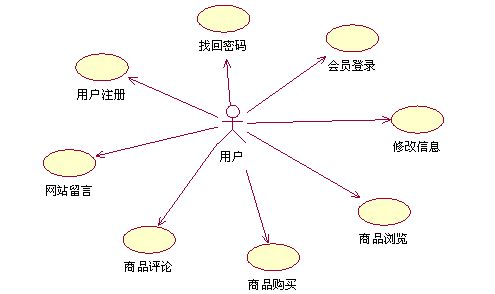 找回密码
会员登录
用户注册
修改信息
用户
网站留言
商品浏览
商品评论
商品购买